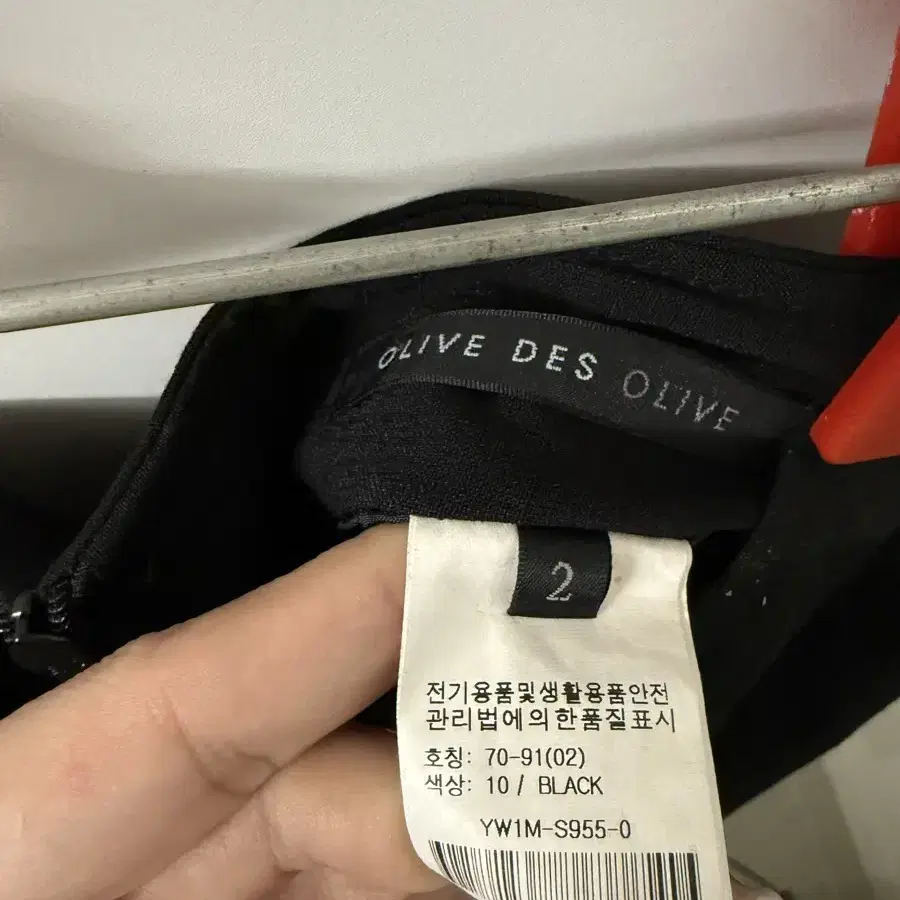 OLIVE DES OLIVE
2
전기용품및생활용품안전
관리법에의한품질표시
호칭: 70-91(02)
색상: 10 / BLACK
YW1M-S955-0